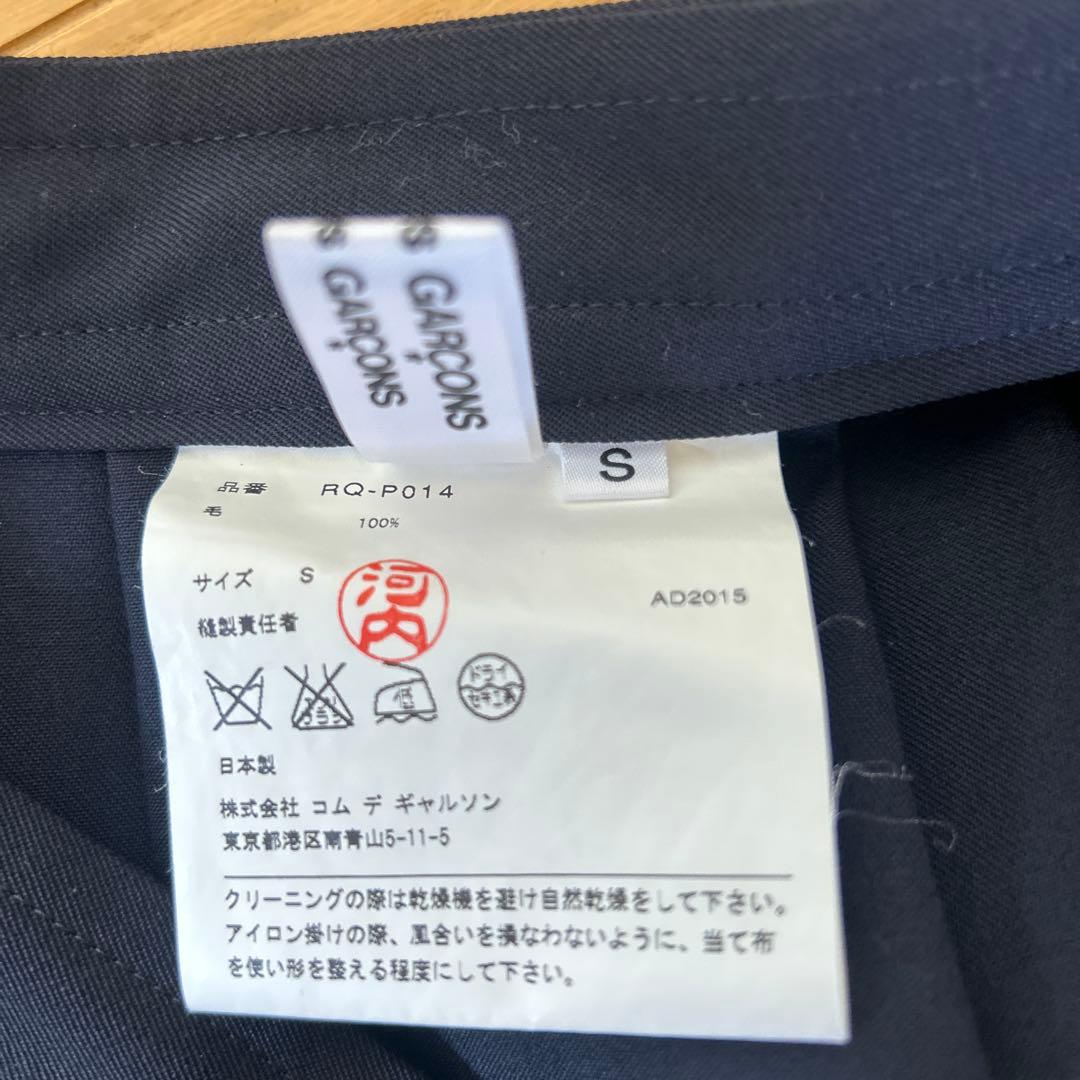 S GARÇONS
S GARÇONS
S
品番 RQ-P014
毛 100%
サイズ S
河内
AD2015
縫製責任者
低
ドライ
セキユ系
日本製
株式会社 コム デ ギャルソン
東京都港区南青山5-11-5
クリーニングの際は乾燥機を避け自然乾燥をして下さい。
アイロン掛けの際、風合いを損なわないように、当て布
を使い形を整える程度にして下さい。